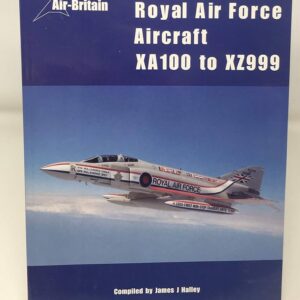 Air-Britain
Royal Air Force
Aircraft
XA100 to XZ999
ROYAL AIR FORCE
Compiled by James J Halley